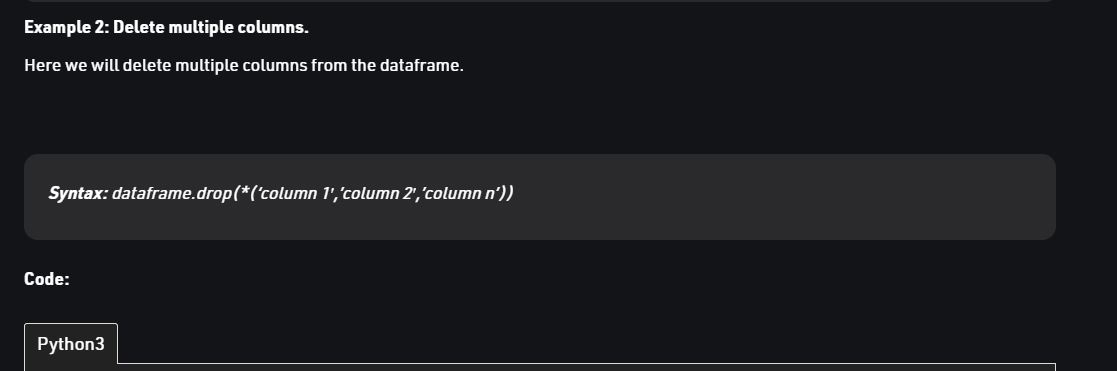 Example 2: Delete multiple columns.
Here we will delete multiple columns from the dataframe.
Syntax: dataframe.drop(*(‘column 1′,’column 2′,’column n’))
Code:
Python3